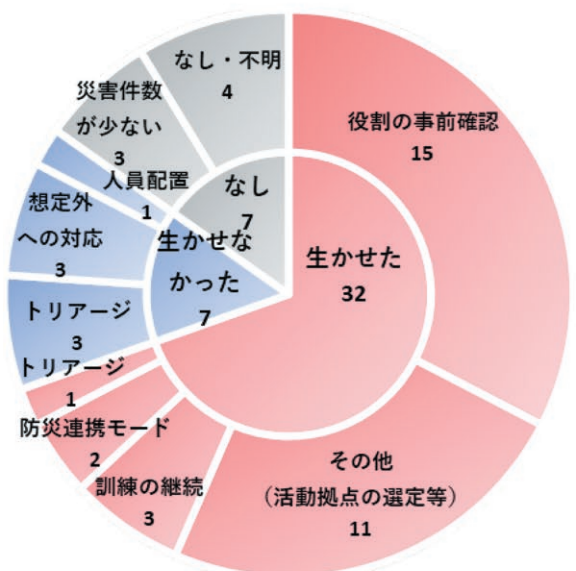 生かせた
32
生かせな
かった
7
なし
7
役割の事前確認
15
その他
（活動拠点の選定等）
11
訓練の継続
3
防災連携モード
2
トリアージ
1
トリアージ
3
想定外
への対応
3
人員配置
1
災害件数
が少ない
3
なし・不明
4